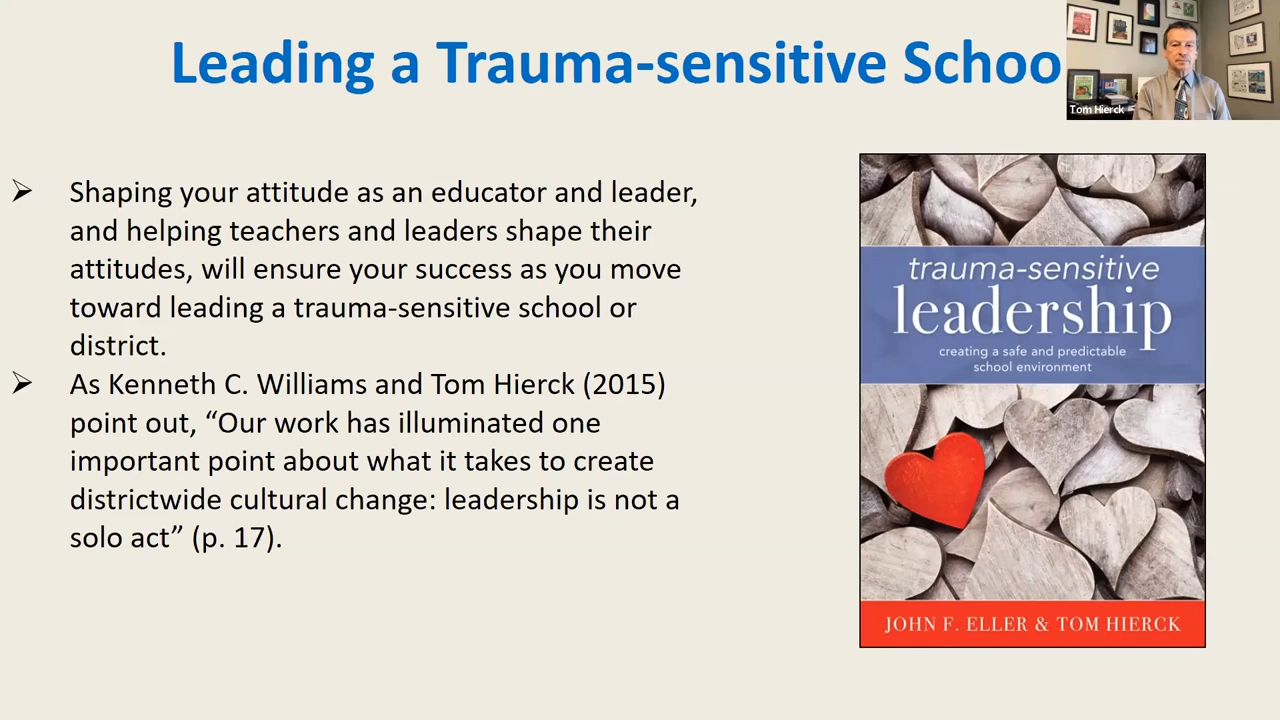 Leading a Trauma-sensitive Schoo
Tom Hierck
➢ Shaping your attitude as an educator and leader,
and helping teachers and leaders shape their
attitudes, will ensure your success as you move
toward leading a trauma-sensitive school or
district.
➢ As Kenneth C. Williams and Tom Hierck (2015)
point out, “Our work has illuminated one
important point about what it takes to create
districtwide cultural change: leadership is not a
solo act” (p. 17).
trauma-sensitive
leadership
creating a safe and predictable
school environment
JOHN F. ELLER & TOM HIERCK